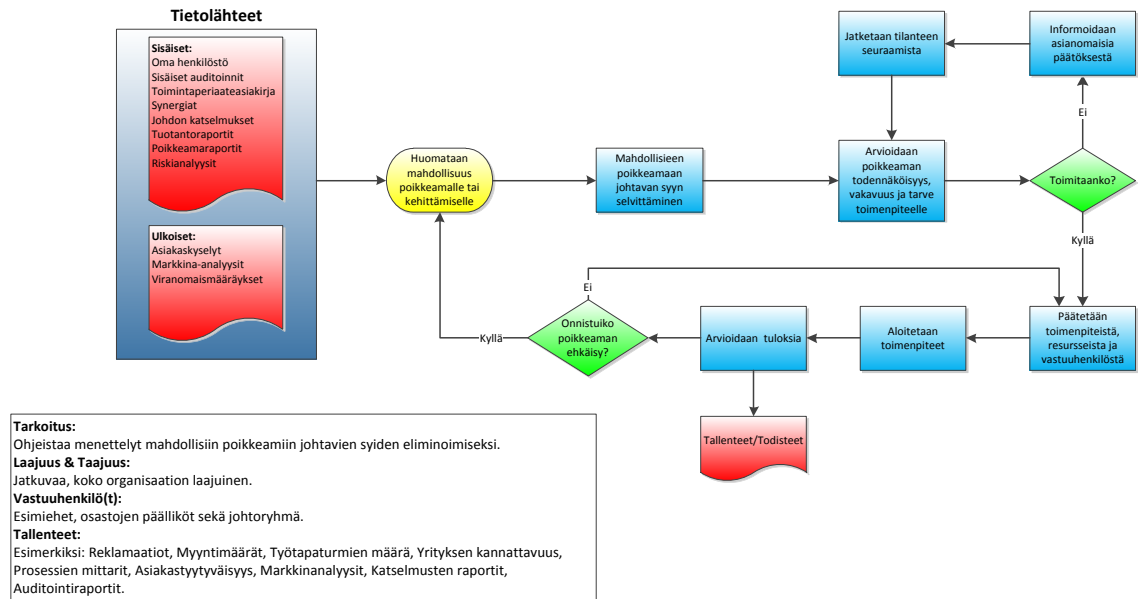 Tietolähteet
Sisäiset:
Oma henkilöstö
Sisäiset auditoinnit
Toimintaperiaateasiakirja
Synergiat
Johdon katselmukset
Tuotantoraportit
Poikkeamaraportit
Riskianalyysit
Ulkoiset:
Asiakaskyselyt
Markkina-analyysit
Viranomaismääräykset
Huomataan
mahdollisuus
poikkeamalle tai
kehittämiselle
Mahdollisieen
poikkeamaan
johtavan syyn
selvittäminen
Jatketaan tilanteen
seuraamista
Informoidaan
asianomaisia
päätöksestä
Arvioidaan
poikkeaman
todennäköisyys,
vakavuus ja tarve
toimenpiteelle
Ei
Toimitaanko?
Kyllä
Päätetään
toimenpiteistä,
resursseista ja
vastuuhenkilöstä
Aloitetaan
toimenpiteet
Arvioidaan tuloksia
Ei
Onnistuiko
poikkeaman
ehkäisy?
Kyllä
Tallenteet/Todisteet
Tarkoitus:
Ohjeistaa menettelyt mahdollisiin poikkeamiin johtavien syiden eliminoimiseksi.
Laajuus & Taajuus:
Jatkuvaa, koko organisaation laajuinen.
Vastuuhenkilö(t):
Esimiehet, osastojen päälliköt sekä johtoryhmä.
Tallenteet:
Esimerkiksi: Reklamaatiot, Myyntimäärät, Työtapaturmien määrä, Yrityksen kannattavuus,
Prosessien mittarit, Asiakastyytyväisyys, Markkinanalyysit, Katselmusten raportit,
Auditointiraportit.